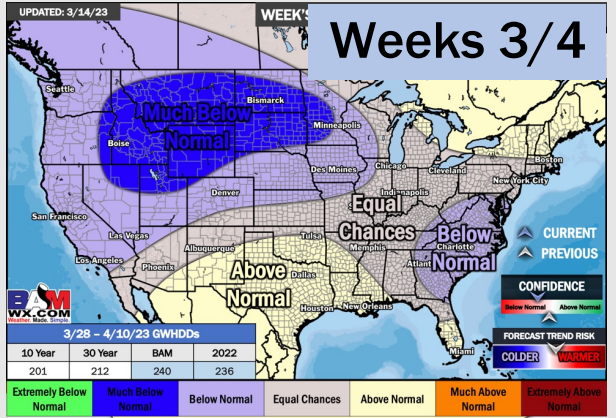 UPDATED: 3/14/23
WEEK'S
Weeks 3/4
Seattle
Much Below
Normal
Bismarck
Minneapolis
Boise
Des Moines
Chicago
Cleveland
Boston
New York City
Denver
Indianapolis
San Francisco
Equal
Chances
Las Vegas
Los Angeles
Albuquerque
Tulsa
Memphis
Below
Normal
Charlotte
Atlant
Phoenix
Above
Normal
Dallas
Houston
New Orleans
Miami
CURRENT
PREVIOUS
CONFIDENCE
Below Normal
Above Normal
FORECAST TREND RISK
COLDER
WARMER
BAM
WX.COM
Weather. Made. Simple.
3/28 – 4/10/23 GWHDDs
10 Year 30 Year BAM 2022
201 212 240 236
Extremely Below Normal
Much Below Normal
Below Normal
Equal Chances
Above Normal
Much Above Normal
Extremely Above Normal